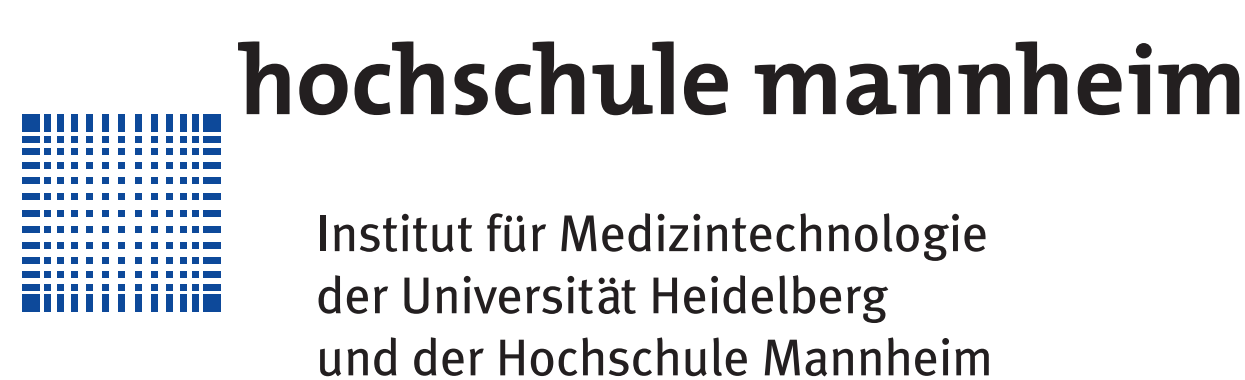 hochschule mannheim
Institut für Medizintechnologie
der Universität Heidelberg
und der Hochschule Mannheim